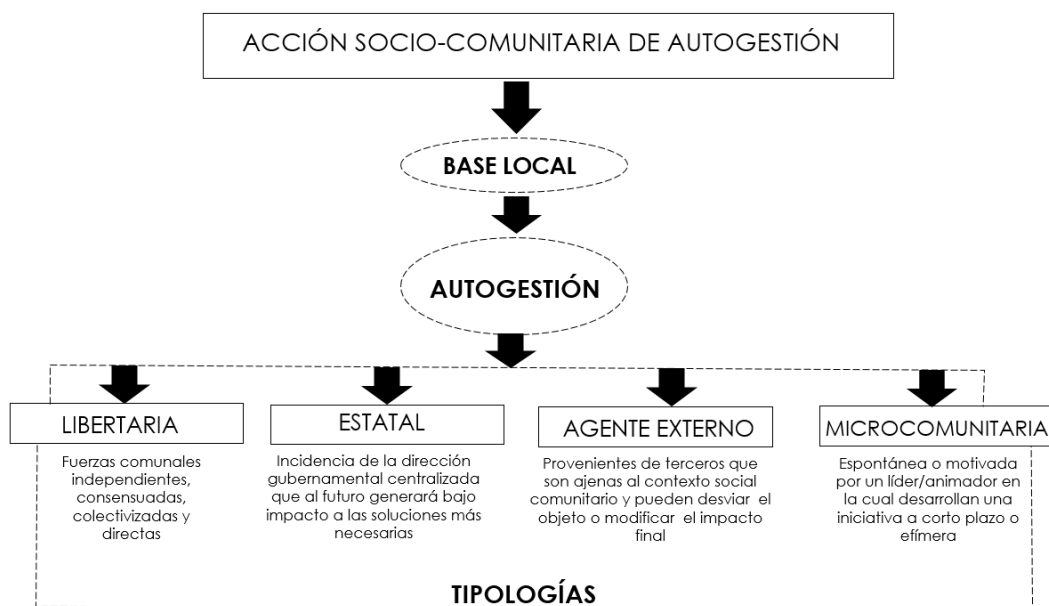 ACCIÓN SOCIO-COMUNITARIA DE AUTOGESTIÓN
BASE LOCAL
AUTOGESTIÓN
LIBERTARIA
Fuerzas comunales
independientes,
consensuadas,
colectivizadas y
directas
ESTATAL
Incidencia de la dirección
gubernamental centralizada
que al futuro generará bajo
impacto a las soluciones más
necesarias
AGENTE EXTERNO
Provenientes de terceros que
son ajenas al contexto social
comunitario y pueden desviar el
objeto o modificar el impacto
final
MICROCOMUNITARIA
Espontánea o motivada
por un líder/animador en
la cual desarrollan una
iniciativa a corto plazo o
efímera
TIPOLOGÍAS